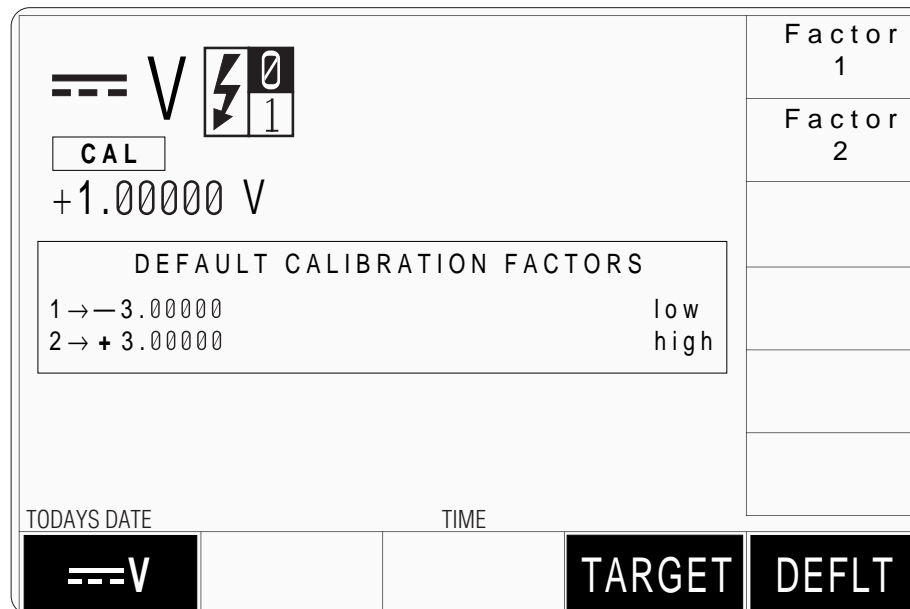 ⎓ V
0
1
CAL
+1.00000 V
DEFAULT CALIBRATION FACTORS
1→—3.00000 low
2→+3.00000 high
TODAYS DATE TIME
Factor
1
Factor
2
⎓V TARGET DEFLT